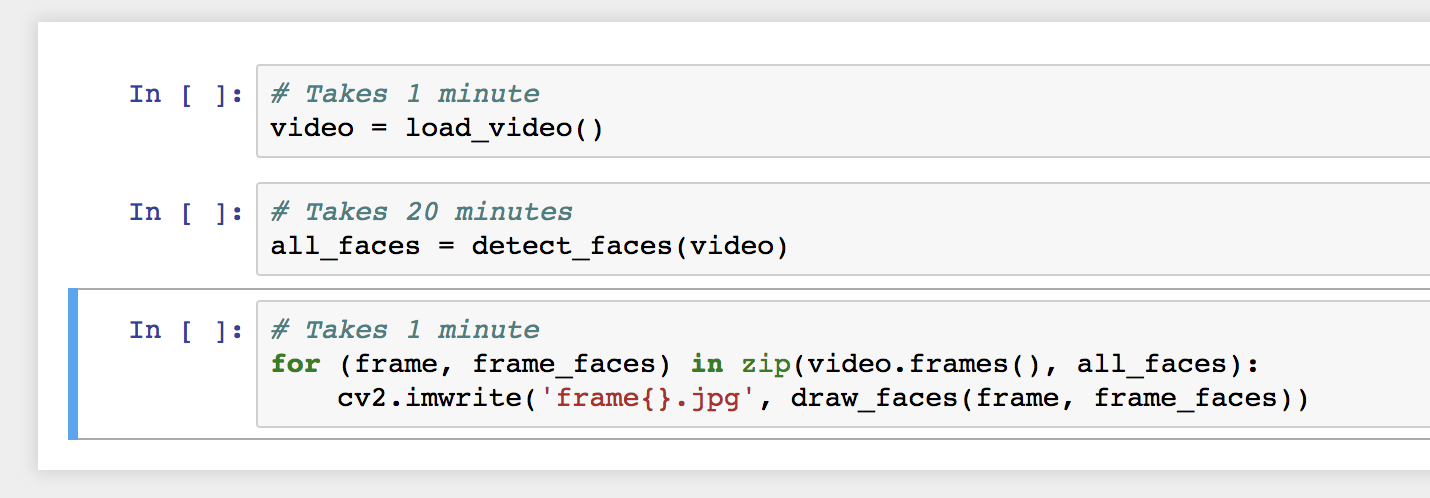 In [ ]: # Takes 1 minute
video = load_video()
In [ ]: # Takes 20 minutes
all_faces = detect_faces(video)
In [ ]: # Takes 1 minute
for (frame, frame_faces) in zip(video.frames(), all_faces):
    cv2.imwrite('frame{}.jpg', draw_faces(frame, frame_faces))